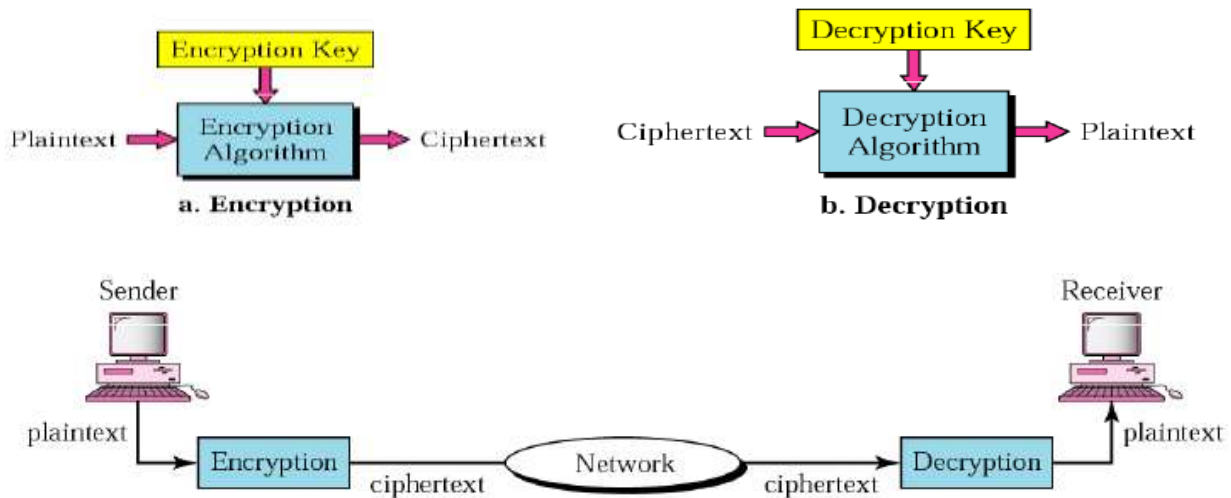 Encryption Key
Plaintext
Encryption
Algorithm
Ciphertext
a. Encryption
Decryption Key
Ciphertext
Decryption
Algorithm
Plaintext
b. Decryption
Sender
Receiver
plaintext
Encryption
ciphertext
Network
ciphertext
Decryption
plaintext